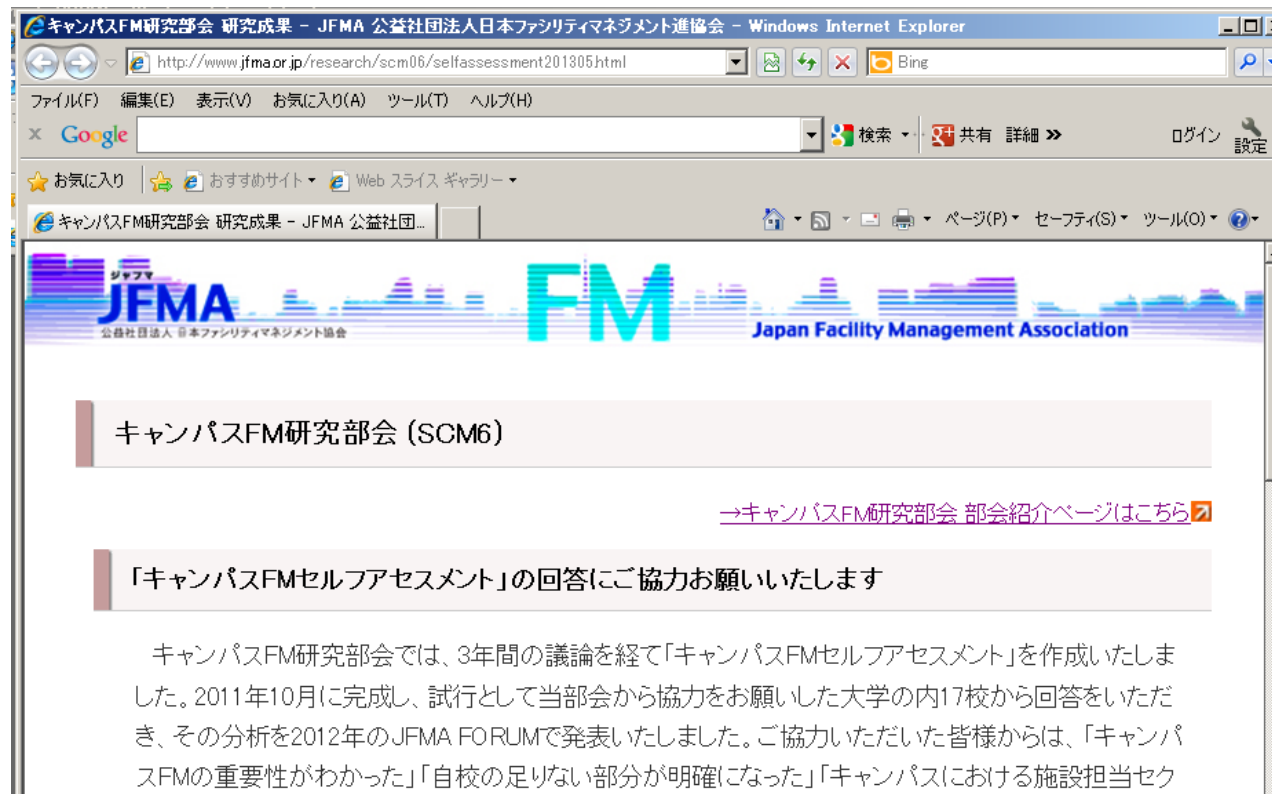 キャンパスFM研究部会 研究成果 - JFMA 公益社団法人日本ファシリティマネジメント進協会 - Windows Internet Explorer
http://www.jfma.or.jp/research/scm06/selfassessment201305.html
Bing
ファイル(F) 編集(E) 表示(V) お気に入り(A) ツール(T) ヘルプ(H)
x Google 検索 共有 詳細 >> ログイン 設定
お気に入り おすすめサイト Web スライス ギャラリー
キャンパスFM研究部会 研究成果 - JFMA 公益社団... ページ(P) セーフティ(S) ツール(O)
ジャフマ
JFMA
公益社団法人 日本ファシリティマネジメント協会
FM
Japan Facility Management Association
キャンパスFM研究部会 (SCM6)
→キャンパスFM研究部会 部会紹介ページはこちら
「キャンパスFMセルフアセスメント」の回答にご協力お願いいたします
キャンパスFM研究部会では、3年間の議論を経て「キャンパスFMセルフアセスメント」を作成いたしま
した。2011年10月に完成し、試行として当部会から協力をお願いした大学の内17校から回答をいただ
き、その分析を2012年のJFMA FORUMで発表いたしました。ご協力いただいた皆様からは、「キャンパ
スFMの重要性がわかった」「自校の足りない部分が明確になった」「キャンパスにおける施設担当セク